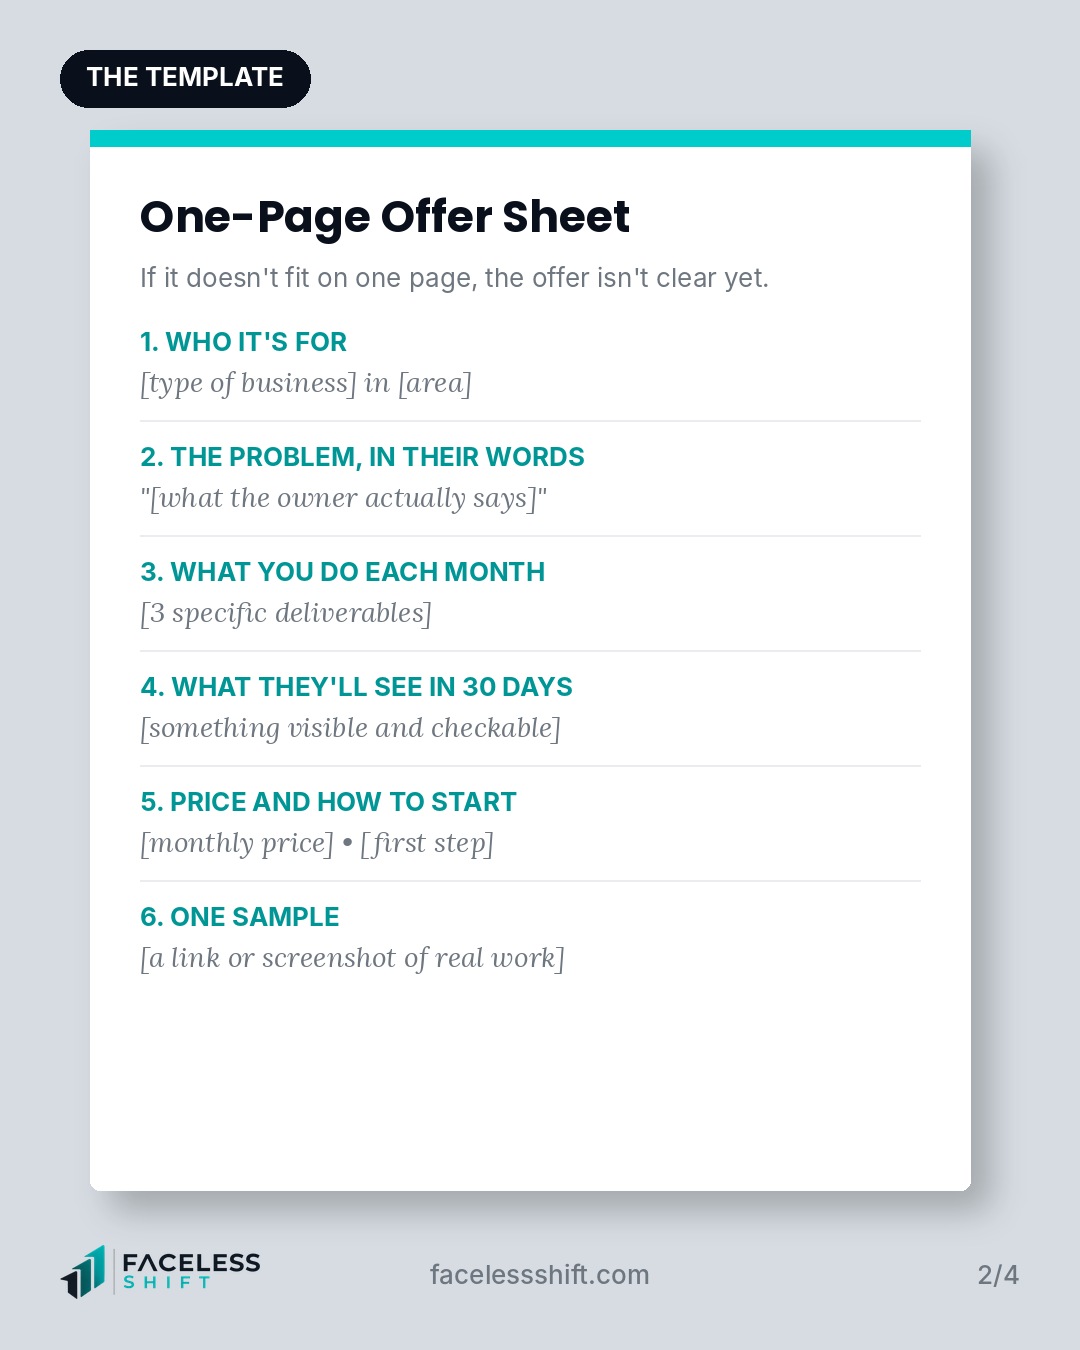 THE TEMPLATE
One-Page Offer Sheet
If it doesn't fit on one page, the offer isn't clear yet.
1. WHO IT'S FOR
[type of business] in [area]
2. THE PROBLEM, IN THEIR WORDS
"[what the owner actually says]"
3. WHAT YOU DO EACH MONTH
[3 specific deliverables]
4. WHAT THEY'LL SEE IN 30 DAYS
[something visible and checkable]
5. PRICE AND HOW TO START
[monthly price] • [first step]
6. ONE SAMPLE
[a link or screenshot of real work]
FACELESS
SHIFT
facelessshift.com
2/4